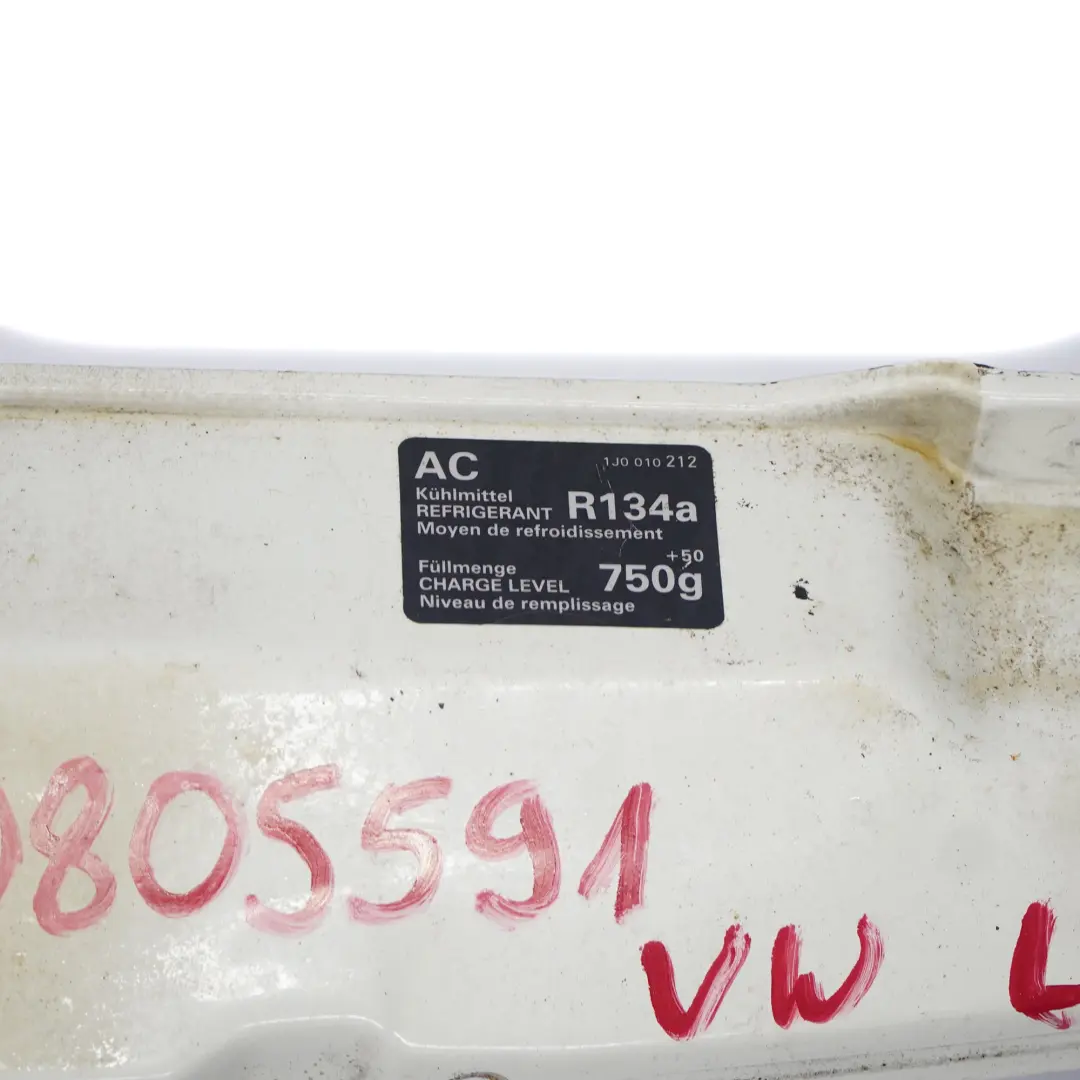 AC 1J0 010 212
Kühlmittel
REFRIGERANT R134a
Moyen de refroidissement
+50
Füllmenge
CHARGE LEVEL 750g
Niveau de remplissage
0805591
VW L